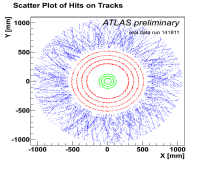 Scatter Plot of Hits on Tracks
Y [mm]
1000
ATLAS preliminary
real data run 141811
500
0
-500
-1000
-1000 -500 0 500 1000
X [mm]